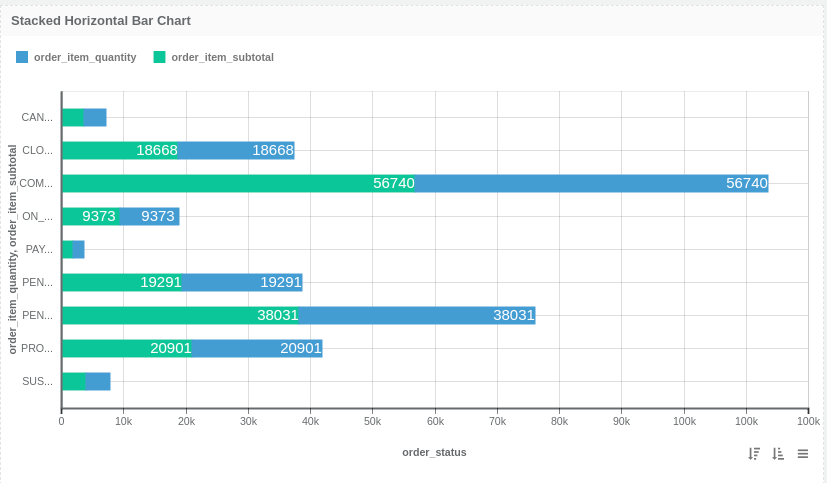 Stacked Horizontal Bar Chart
order_item_quantity order_item_subtotal
order_item_quantity, order_item_subtotal
CAN...
CLO... 18668 18668
COM... 56740 56740
ON_... 9373 9373
PAY...
PEN... 19291 19291
PEN... 38031 38031
PRO... 20901 20901
SUS...
0 10k 20k 30k 40k 50k 60k 70k 80k 90k 100k 100k 100k
order_status